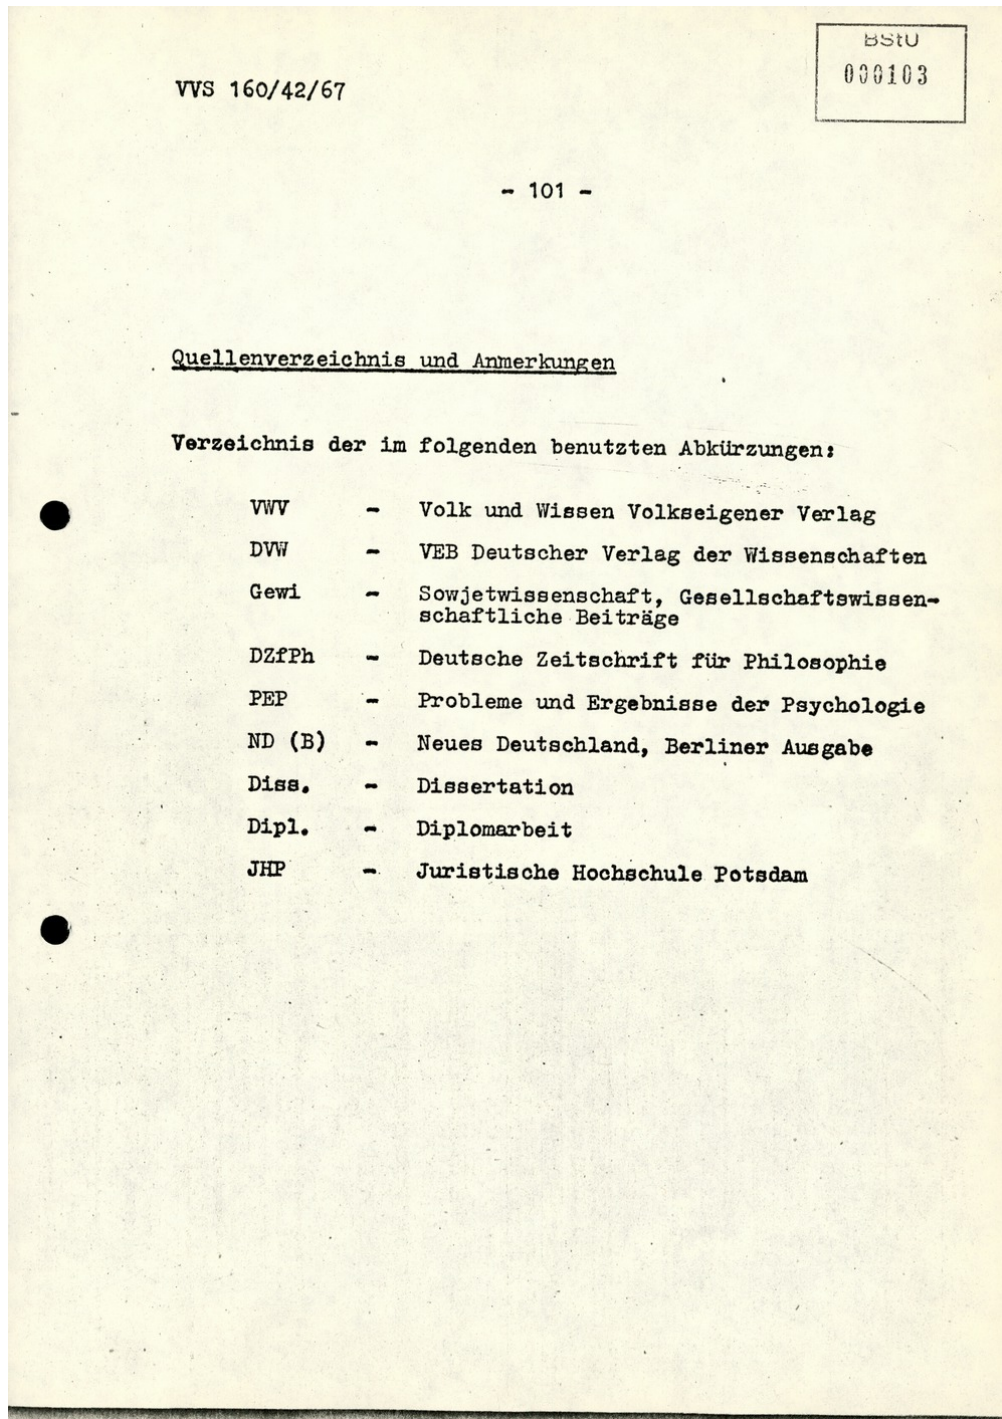 VVS 160/42/67
BStU
000103
- 101 -
Quellenverzeichnis und Anmerkungen
Verzeichnis der im folgenden benutzten Abkürzungen:
VWV - Volk und Wissen Volkseigener Verlag
DVW - VEB Deutscher Verlag der Wissenschaften
Gewi - Sowjetwissenschaft, Gesellschaftswissen-
schaftliche Beiträge
DZfPh - Deutsche Zeitschrift für Philosophie
PEP - Probleme und Ergebnisse der Psychologie
ND (B) - Neues Deutschland, Berliner Ausgabe
Diss. - Dissertation
Dipl. - Diplomarbeit
JHP - Juristische Hochschule Potsdam